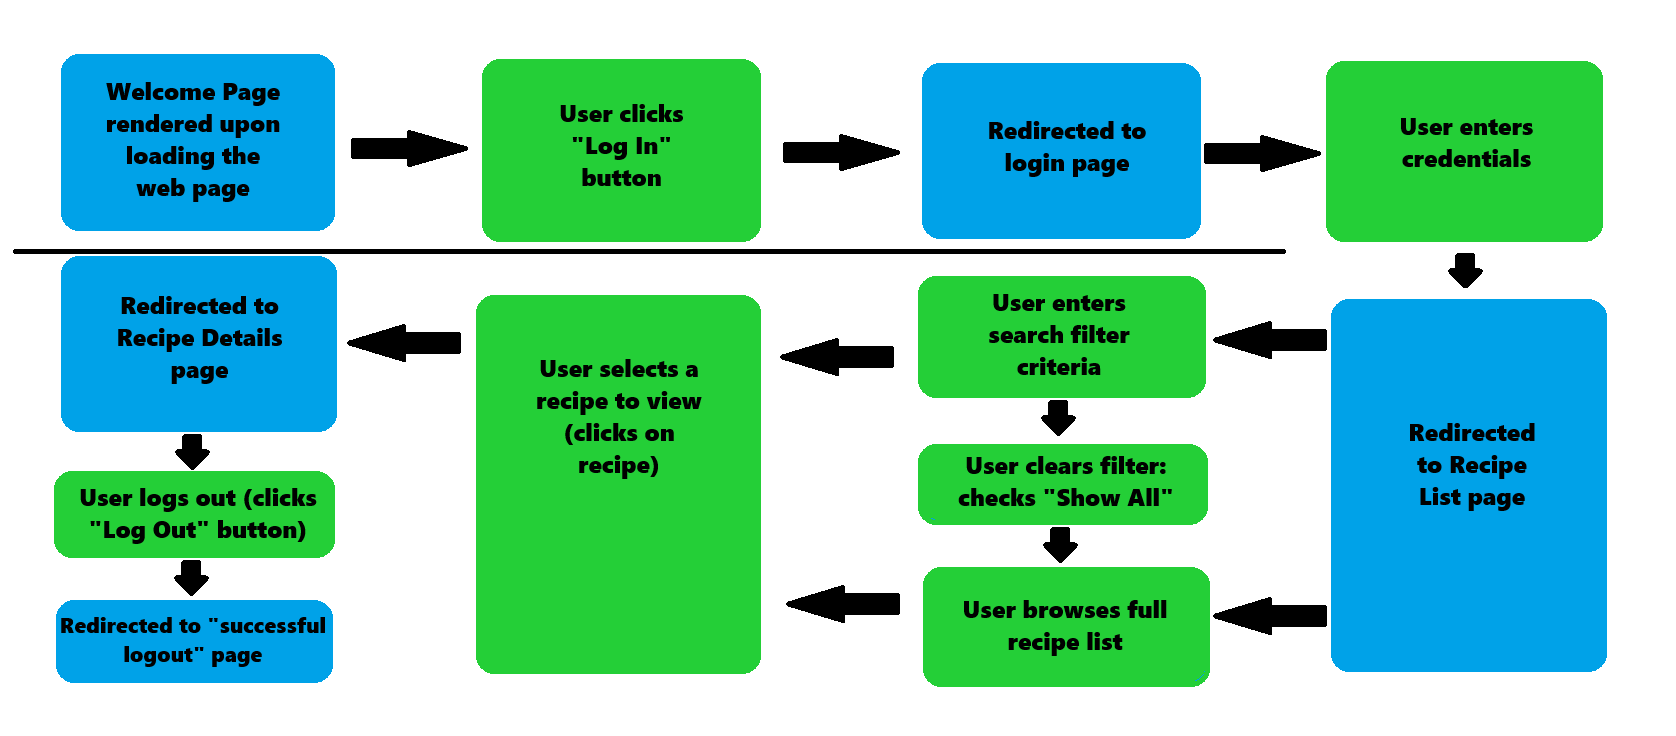 Welcome Page
rendered upon
loading the
web page
User clicks
"Log In"
button
Redirected to
login page
User enters
credentials
Redirected
to Recipe
List page
User enters
search filter
criteria
User clears filter:
checks "Show All"
User browses full
recipe list
User selects a
recipe to view
(clicks on
recipe)
Redirected to
Recipe Details
page
User logs out (clicks
"Log Out" button)
Redirected to "successful
logout" page